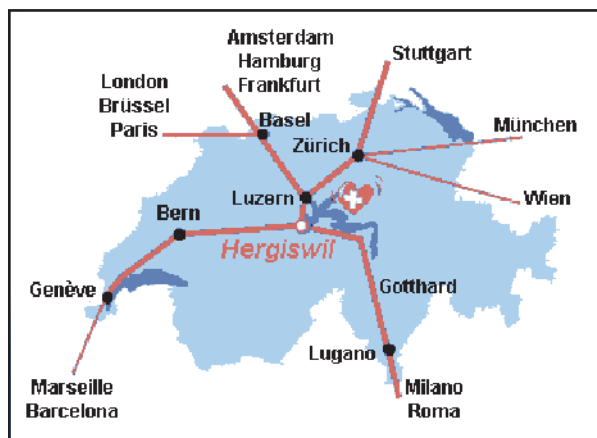 Amsterdam
Hamburg
Frankfurt
Stuttgart
London
Brüssel
Paris
Basel
Zürich
München
Luzern
Wien
Bern
Hergiswil
Genève
Gotthard
Lugano
Marseille
Barcelona
Milano
Roma